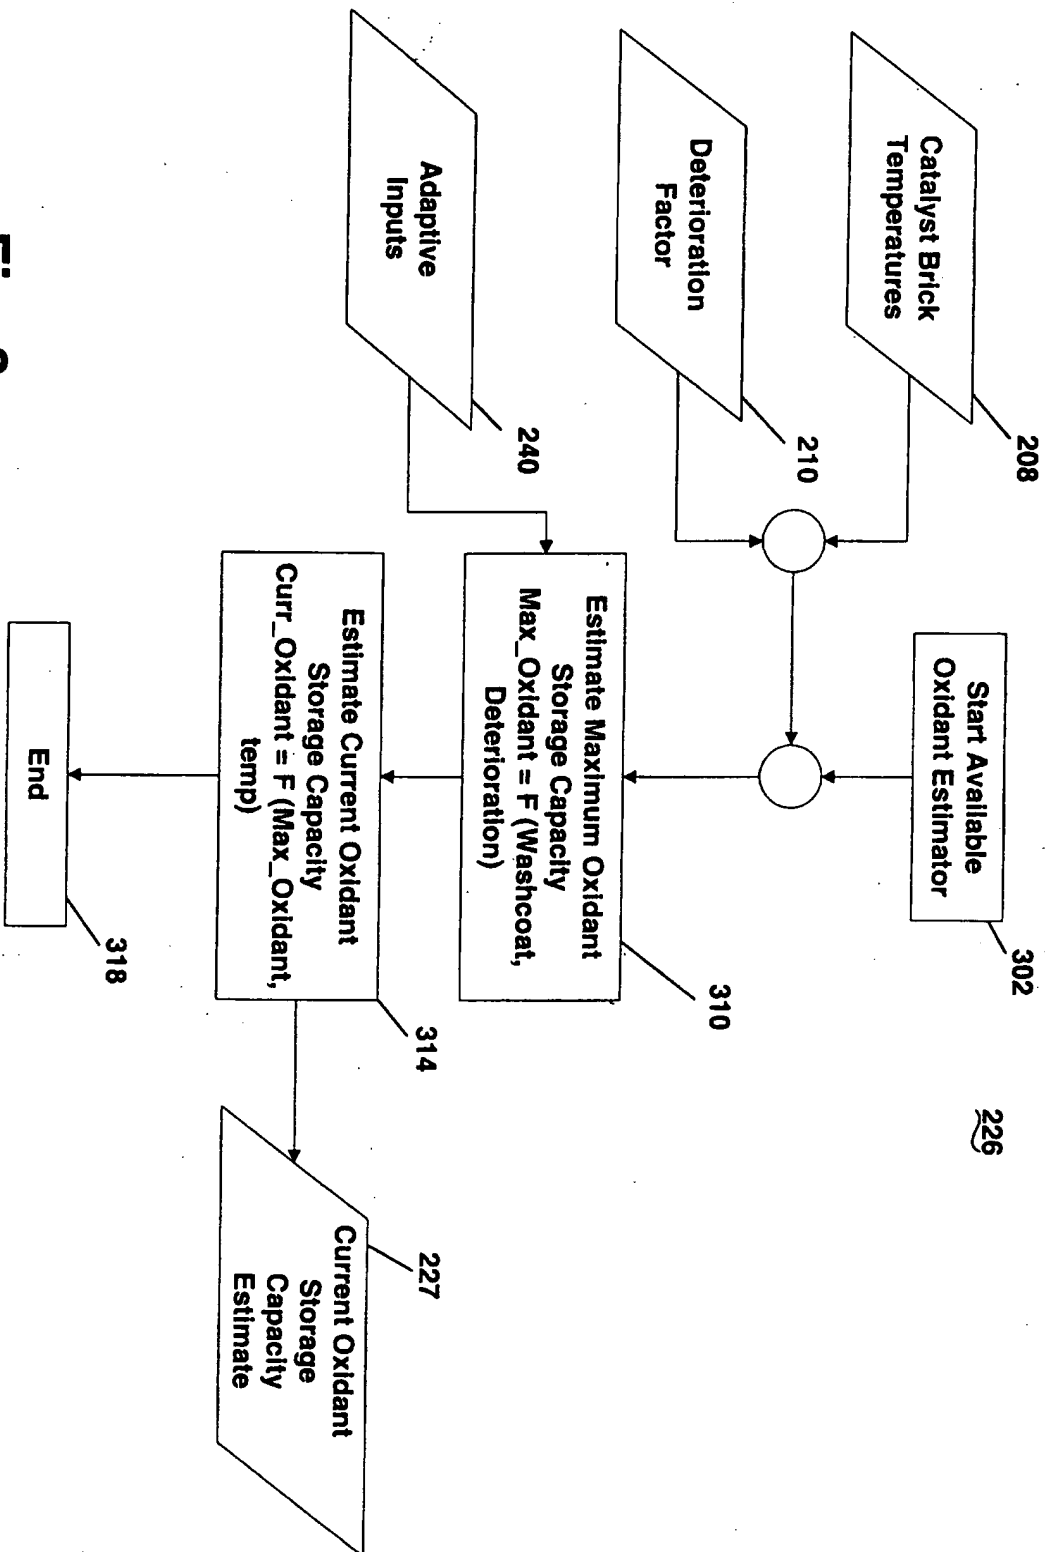 Start Available
Oxidant Estimator
302
226
Catalyst Brick
Temperatures
208
Deterioration
Factor
210
Adaptive
Inputs
240
Estimate Maximum Oxidant
Storage Capacity
Max_Oxidant = F (Washcoat,
Deterioration)
310
Estimate Current Oxidant
Storage Capacity
Curr_Oxidant = F (Max_Oxidant,
temp)
314
Current Oxidant
Storage
Capacity
Estimate
227
End
318